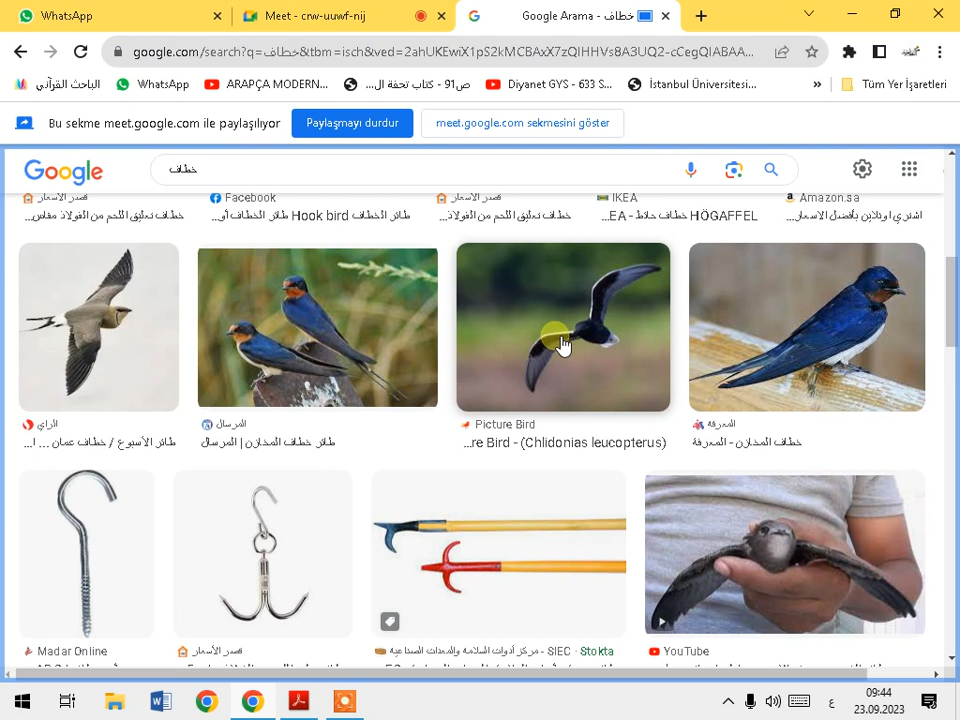 WhatsApp
Meet - crw-uuwf-nij
خطاف - Google Arama
google.com/search?q=خطاف&tbm=isch&ved=2ahUKEwiX1pS2kMCBAxX7zQIHHVs8A3UQ2-cCegQIABAA...
الباحث القرآني
WhatsApp
ARAPÇA MODERN...
ص91 - كتاب تحفة ال...
Diyanet GYS - 633 S...
İstanbul Üniversitesi...
»
Tüm Yer İşaretleri
Bu sekme meet.google.com ile paylaşılıyor
Paylaşmayı durdur
meet.google.com sekmesini göster
Google
خطاف
قصر الأسعار
Facebook
قصر الأسعار
IKEA
Amazon.sa
خطاف تعليق اللحم من الفولاذ مقاس...
طائر الخطاف Hook bird طائر الخطاف أو...
خطاف تعليق اللحم من الفولاذ...
HÖGAFFEL خطاف حائط - EA...
اشتري اونلاين بأفضل الاسعار...
الراي
المرسال
Picture Bird
المعرفة
طائر الأسبوع / خطاف عمان ... ا...
طائر خطاف المخازن | المرسال
(Chlidonias leucopterus) - re Bird...
خطاف المخازن - المعرفة
Madar Online
قصر الأسعار
مركز أدوات السلامه والمعدات الصناعيه - SIEC · Stokta
YouTube
ع
09:44
23.09.2023